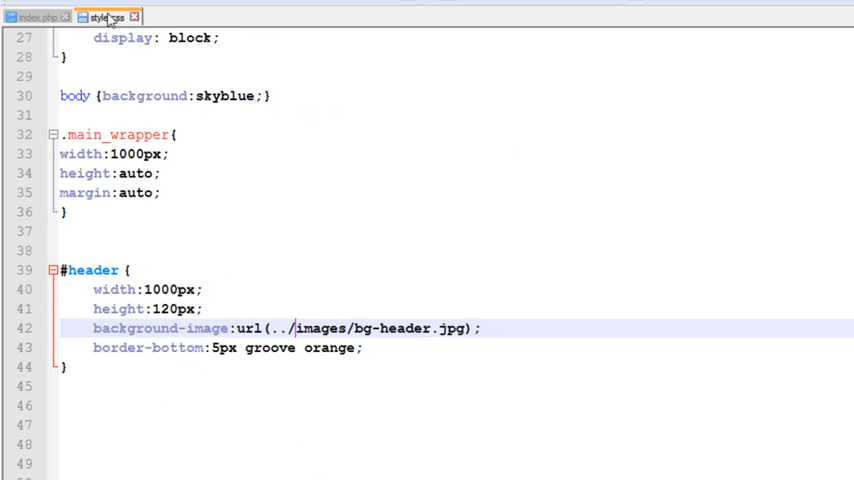 index.php style.css
27 display: block;
28 }
29
30 body {background:skyblue;}
31
32 .main_wrapper{
33 width:1000px;
34 height:auto;
35 margin:auto;
36 }
37
38
39 #header {
40 width:1000px;
41 height:120px;
42 background-image:url(../images/bg-header.jpg);
43 border-bottom:5px groove orange;
44 }
45
46
47
48
49